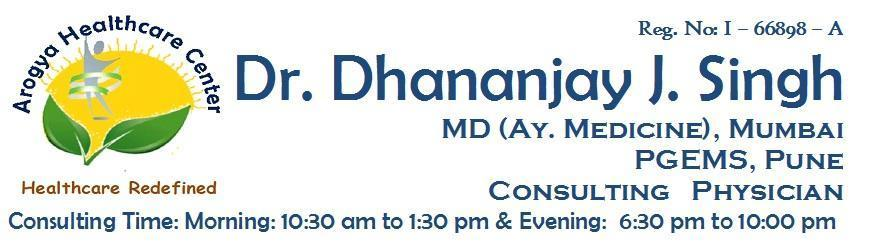 Arogya Healthcare Center
Healthcare Redefined
Reg. No: I – 66898 – A
Dr. Dhananjay J. Singh
MD (Ay. Medicine), Mumbai
PGEMS, Pune
Consulting Physician
Consulting Time: Morning: 10:30 am to 1:30 pm & Evening: 6:30 pm to 10:00 pm